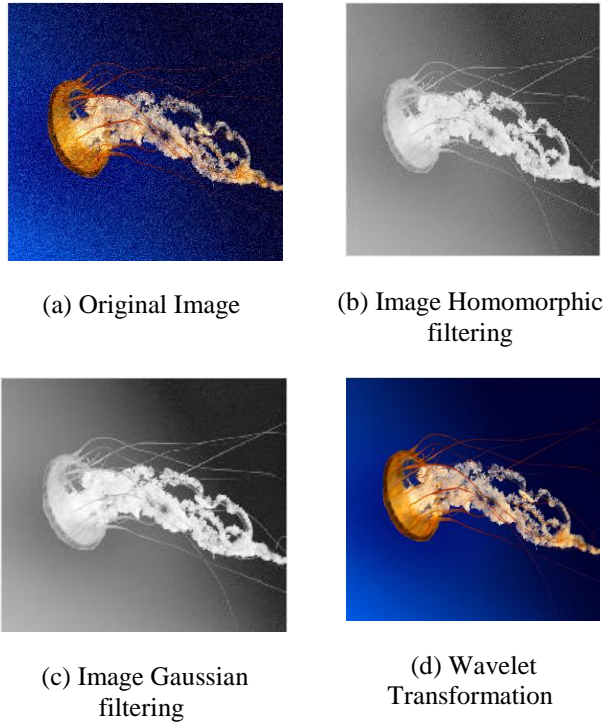 (a) Original Image
(b) Image Homomorphic
filtering
(c) Image Gaussian
filtering
(d) Wavelet
Transformation